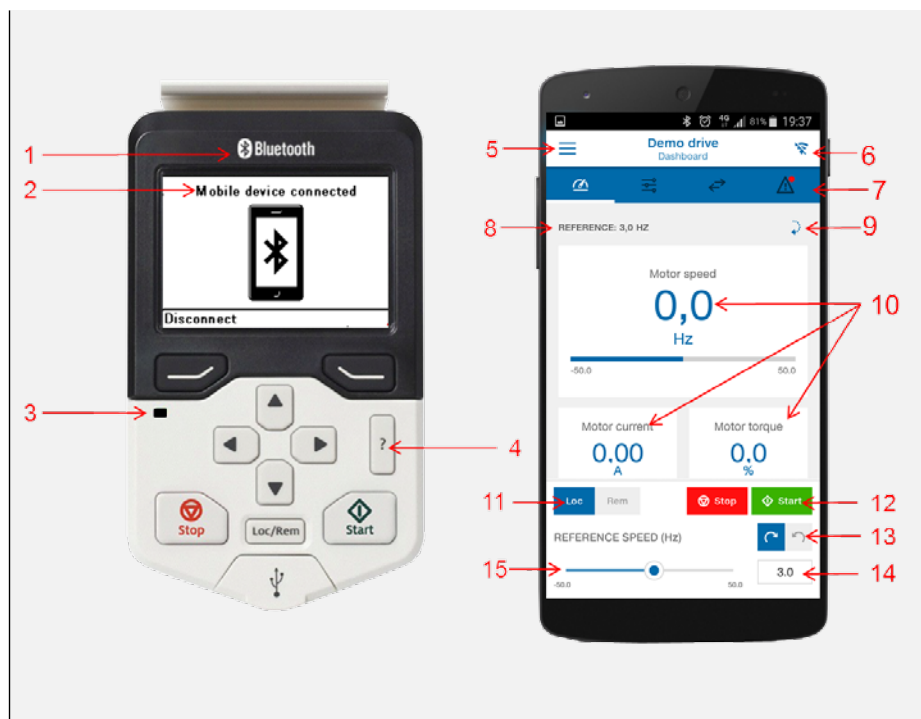 1
Bluetooth
2
Mobile device connected
Disconnect
3
?
4
Stop
Loc/Rem
Start
4G
81%
19:37
5
Demo drive
Dashboard
6
7
8
REFERENCE: 3,0 HZ
9
Motor speed
0,0
Hz
-50.0
50.0
10
Motor current
0.00
A
Motor torque
0.0
%
11
Loc
Rem
Stop
Start
12
REFERENCE SPEED (Hz)
13
15
-50.0
50.0
3.0
14